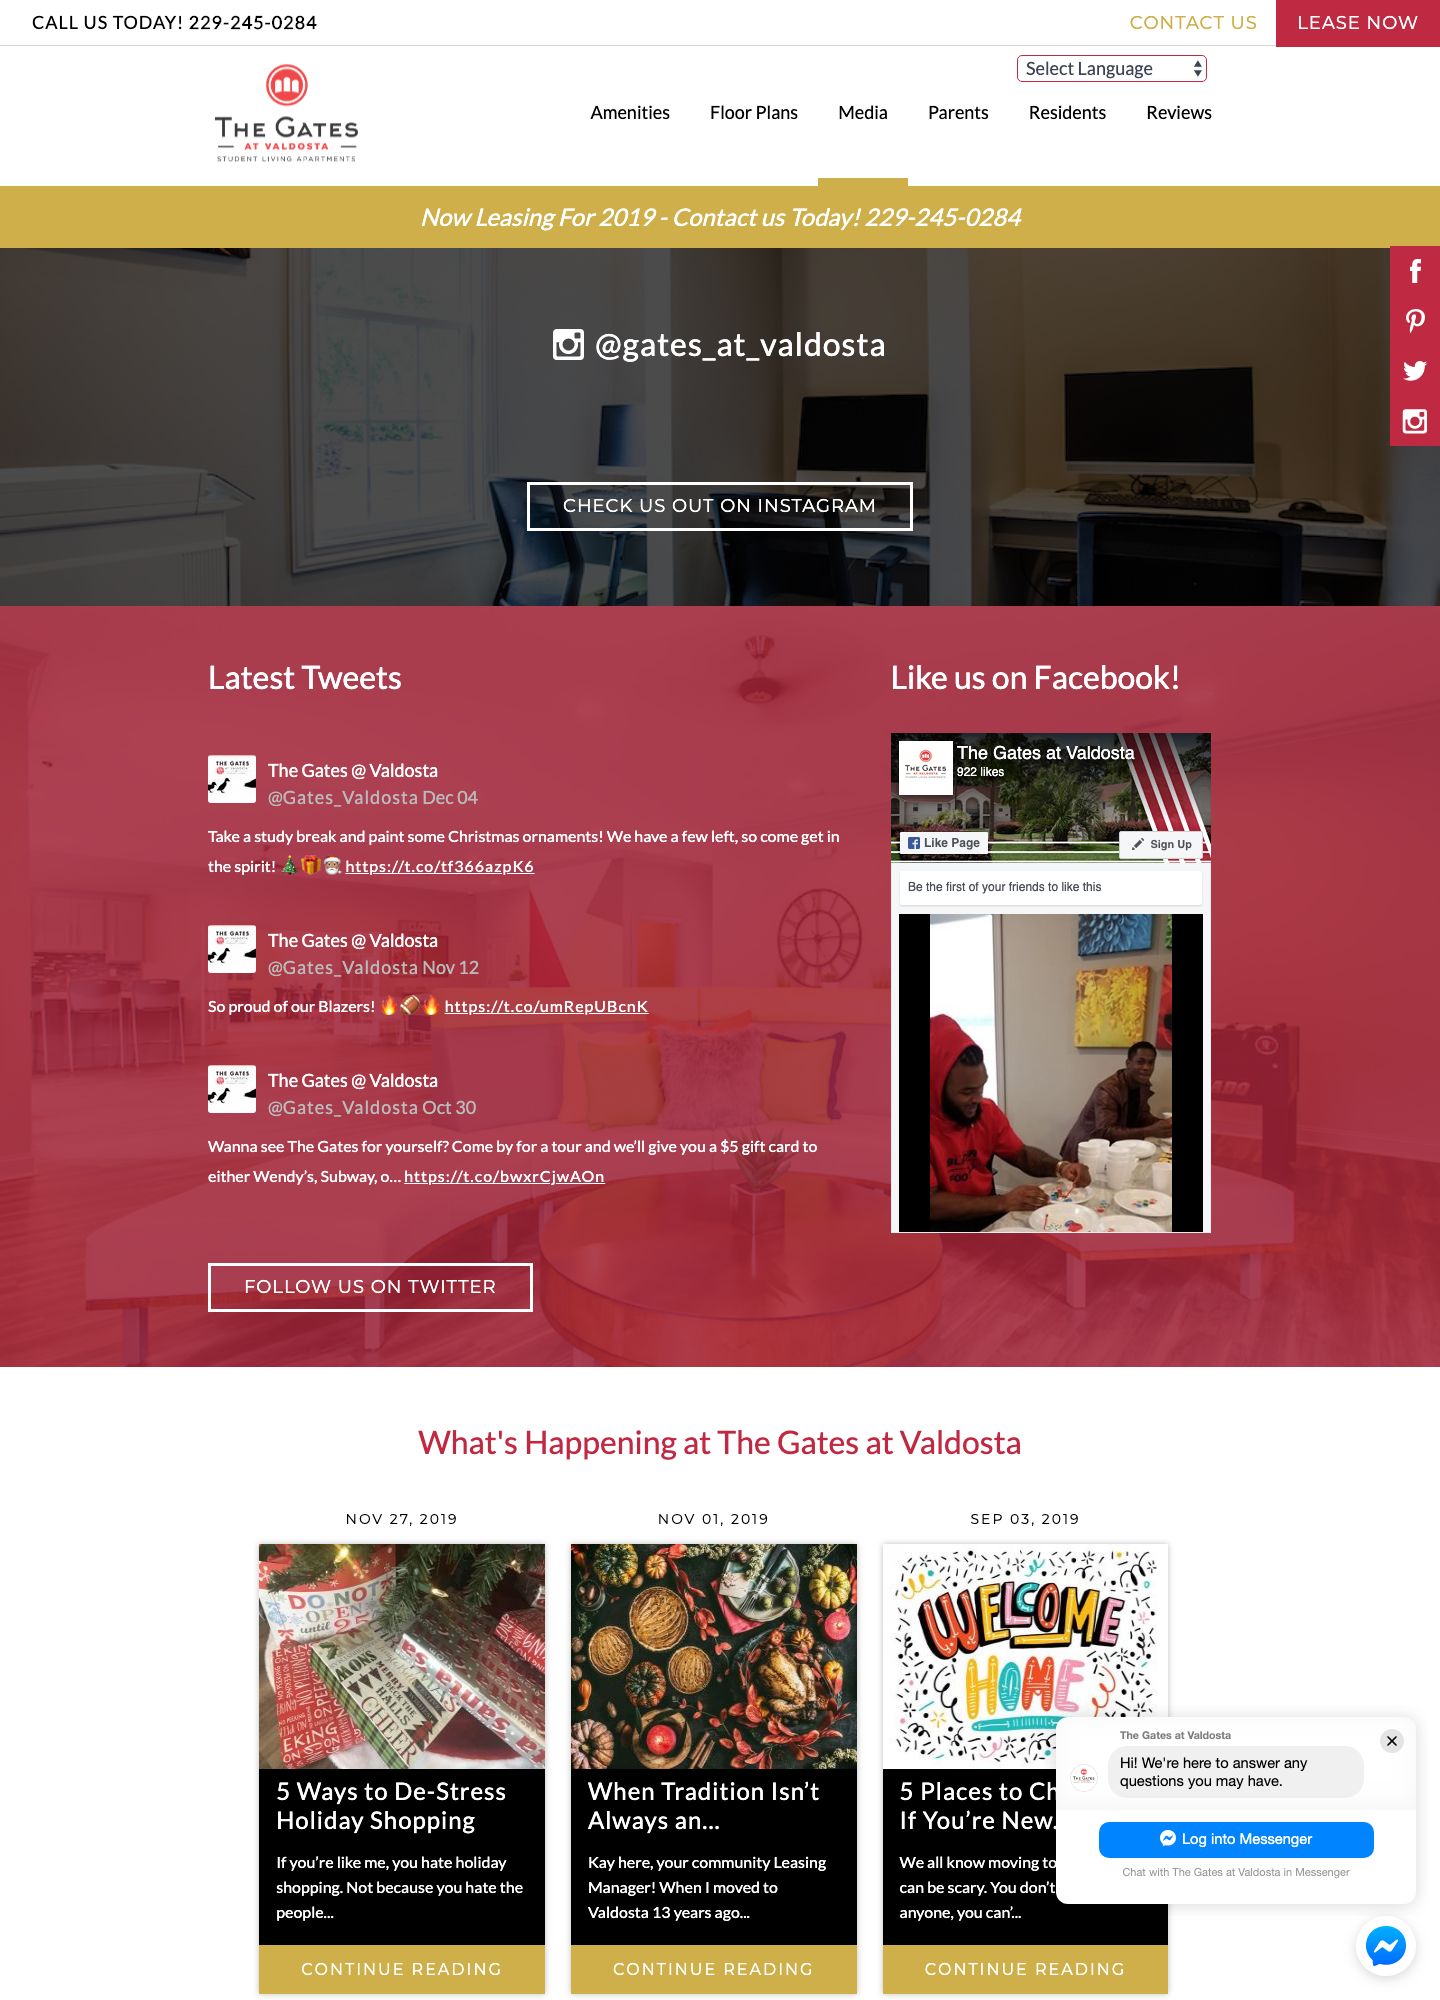 CALL US TODAY! 229-245-0284
CONTACT US
LEASE NOW
Select Language
THE GATES
AT VALDOSTA
STUDENT LIVING APARTMENTS
Amenities
Floor Plans
Media
Parents
Residents
Reviews
Now Leasing For 2019 - Contact us Today! 229-245-0284
@gates_at_valdosta
CHECK US OUT ON INSTAGRAM
Latest Tweets
The Gates @ Valdosta
@Gates_Valdosta Dec 04
Take a study break and paint some Christmas ornaments! We have a few left, so come get in
the spirit! 🎄🎁🎅 https://t.co/tf366azpK6
The Gates @ Valdosta
@Gates_Valdosta Nov 12
So proud of our Blazers! 🔥🏈🔥 https://t.co/umRepUBcnK
The Gates @ Valdosta
@Gates_Valdosta Oct 30
Wanna see The Gates for yourself? Come by for a tour and we’ll give you a $5 gift card to
either Wendy’s, Subway, o… https://t.co/bwxrCjwAOn
FOLLOW US ON TWITTER
Like us on Facebook!
THE GATES
AT VALDOSTA
The Gates at Valdosta
922 likes
Like Page
Sign Up
Be the first of your friends to like this
What's Happening at The Gates at Valdosta
NOV 27, 2019
DO NOT
OPEN
until
CHER
5 Ways to De-Stress
Holiday Shopping
If you’re like me, you hate holiday
shopping. Not because you hate the
people...
CONTINUE READING
NOV 01, 2019
When Tradition Isn’t
Always an...
Kay here, your community Leasing
Manager! When I moved to
Valdosta 13 years ago...
CONTINUE READING
SEP 03, 2019
WELCOME
HOME
5 Places to Ch
If You’re New.
We all know moving to
can be scary. You don’t
anyone, you can’...
CONTINUE READING
The Gates at Valdosta
Hi! We're here to answer any
questions you may have.
Log into Messenger
Chat with The Gates at Valdosta in Messenger